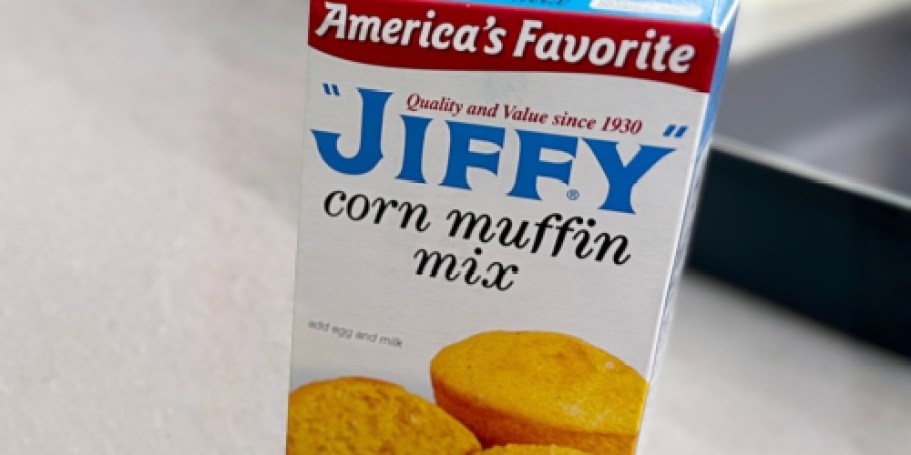 America's Favorite
Quality and Value since 1930
"JIFFY"®
corn muffin
mix
add egg and milk